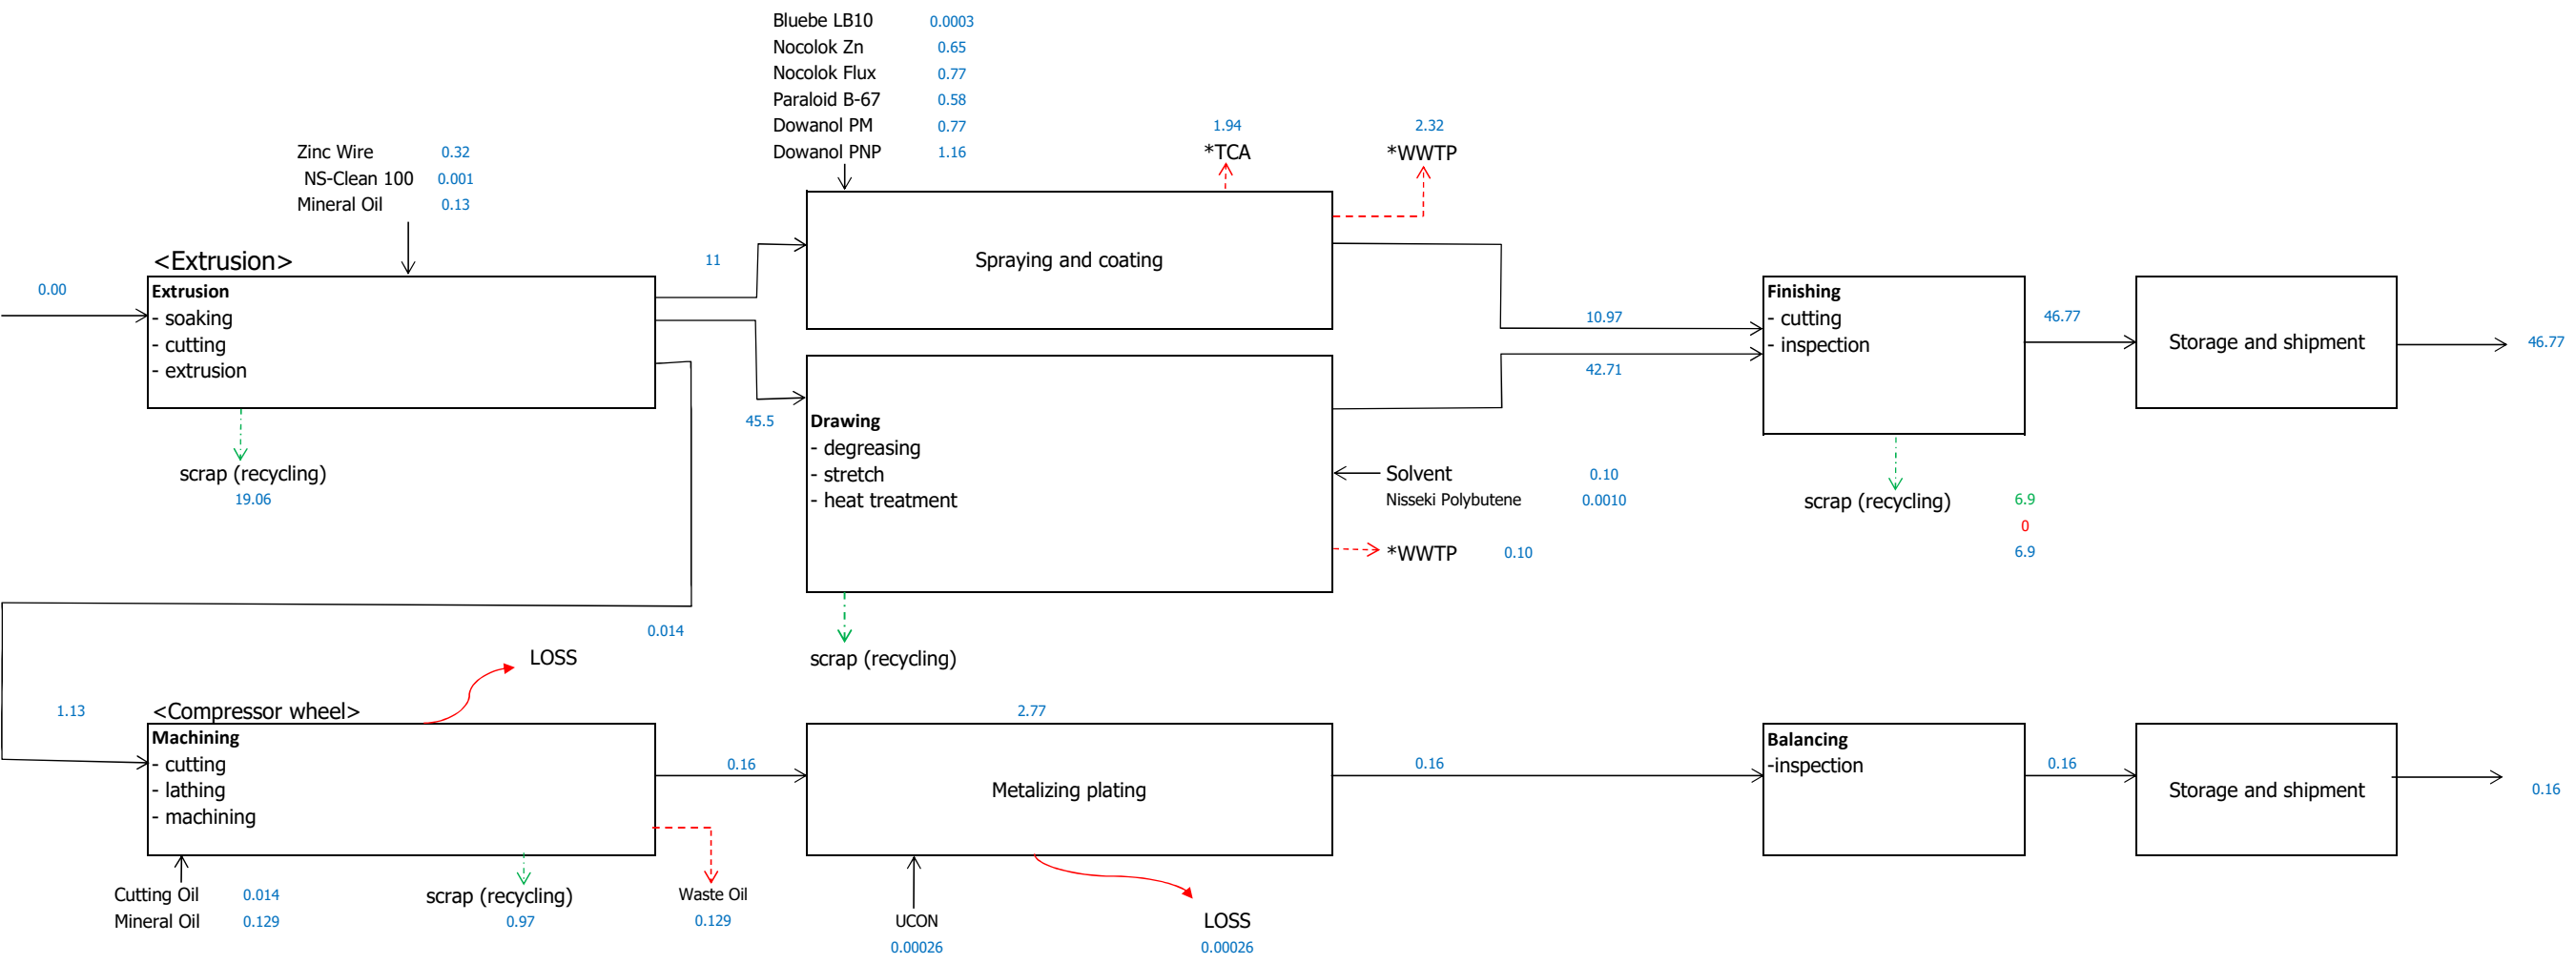 Bluebe LB10 0.0003
Nocolok Zn 0.65
Nocolok Flux 0.77
Paraloid B-67 0.58
Dowanol PM 0.77
Dowanol PNP 1.16
1.94
*TCA
2.32
*WWTP
Zinc Wire 0.32
NS-Clean 100 0.001
Mineral Oil 0.13
<Extrusion>
0.00
Extrusion
- soaking
- cutting
- extrusion
11
45.5
scrap (recycling)
19.06
Spraying and coating
Drawing
- degreasing
- stretch
- heat treatment
10.97
42.71
Solvent 0.10
Nisseki Polybutene 0.0010
*WWTP 0.10
scrap (recycling)
Finishing
- cutting
- inspection
46.77
Storage and shipment
46.77
scrap (recycling) 6.9
0
6.9
0.014
LOSS
1.13
<Compressor wheel>
Machining
- cutting
- lathing
- machining
0.16
2.77
Metalizing plating
0.16
Balancing
-inspection
0.16
Storage and shipment
0.16
Cutting Oil 0.014
Mineral Oil 0.129
scrap (recycling)
0.97
Waste Oil
0.129
UCON
0.00026
LOSS
0.00026